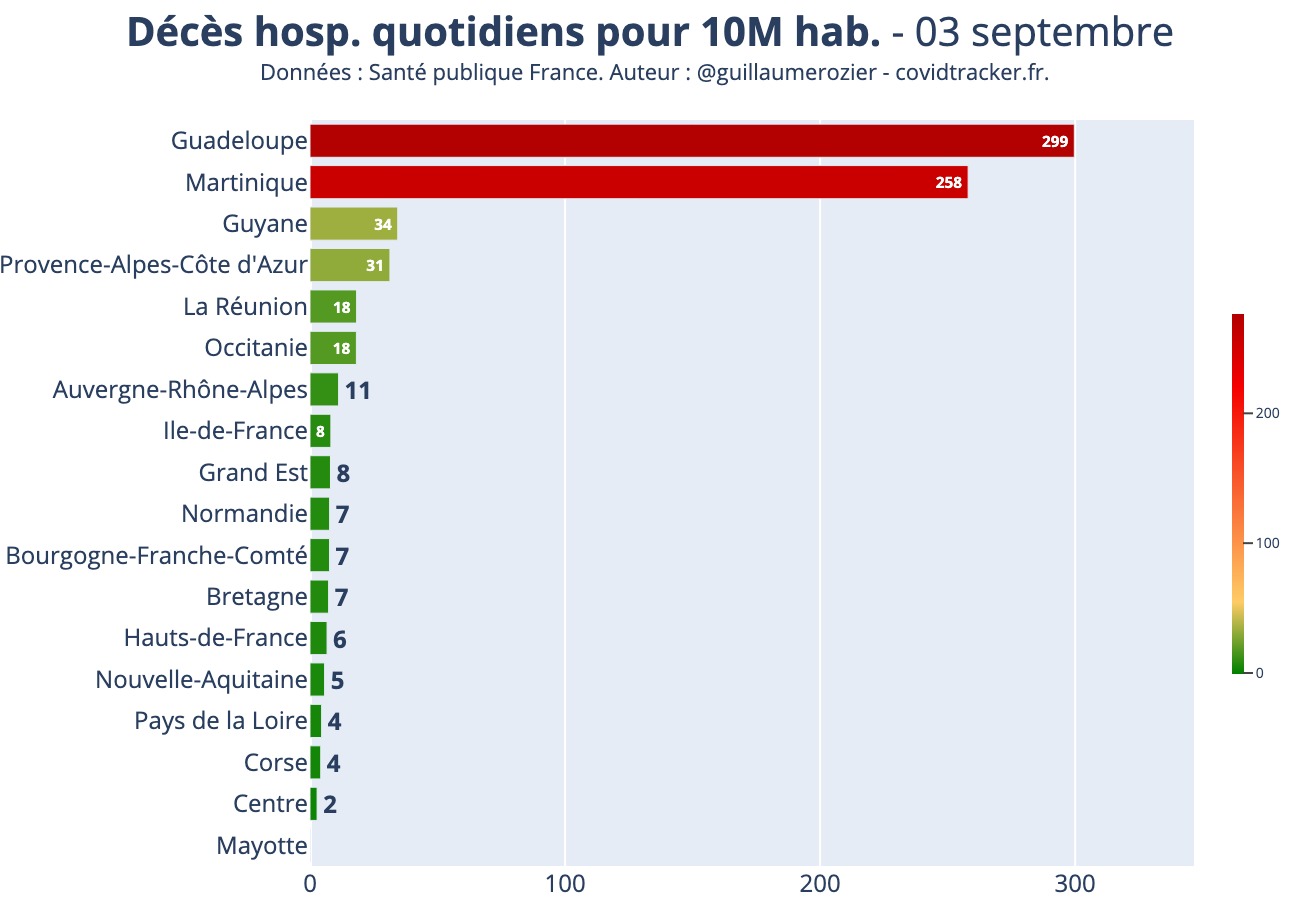 Décès hosp. quotidiens pour 10M hab. - 03 septembre
Données : Santé publique France. Auteur : @guillaumerozier - covidtracker.fr.
Guadeloupe 299
Martinique 258
Guyane 34
Provence-Alpes-Côte d'Azur 31
La Réunion 18
Occitanie 18
Auvergne-Rhône-Alpes 11
Ile-de-France 8
Grand Est 8
Normandie 7
Bourgogne-Franche-Comté 7
Bretagne 7
Hauts-de-France 6
Nouvelle-Aquitaine 5
Pays de la Loire 4
Corse 4
Centre 2
Mayotte
0 100 200 300
200
100
0